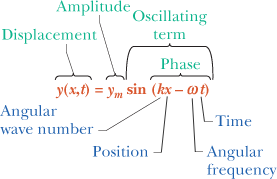 Amplitude
Oscillating
Displacement
term
Phase
y(x,t) = yₘ sin (kx − ωt)
Angular
wave number
Time
Position
Angular
frequency